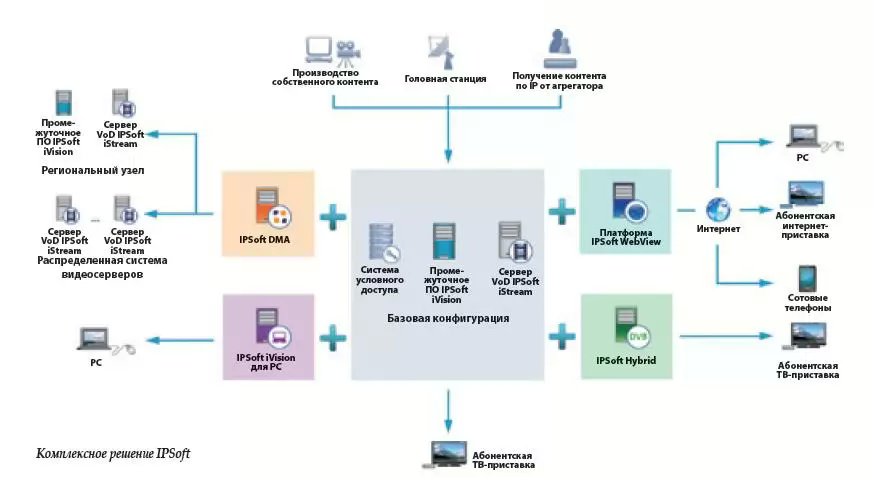 Производство
собственного контента
Головная станция
Получение контента
по IP от агрегатора
Проме-
жуточное
ПО IPSoft
iVision
Сервер
VoD IPSoft
iStream
Региональный узел
Сервер
VoD IPSoft
iStream
...
Сервер
VoD IPSoft
iStream
Распределенная система
видеосерверов
IPSoft DMA
Система
условного
доступа
Проме-
жуточное
ПО IPSoft
iVision
Сервер
VoD IPSoft
iStream
Базовая конфигурация
Платформа
IPSoft WebView
Интернет
PC
Абонентская
интернет-
приставка
Сотовые
телефоны
PC
IPSoft iVision
для PC
DVB
IPSoft Hybrid
Абонентская
ТВ-приставка
Комплексное решение IPSoft
Абонентская
ТВ-приставка